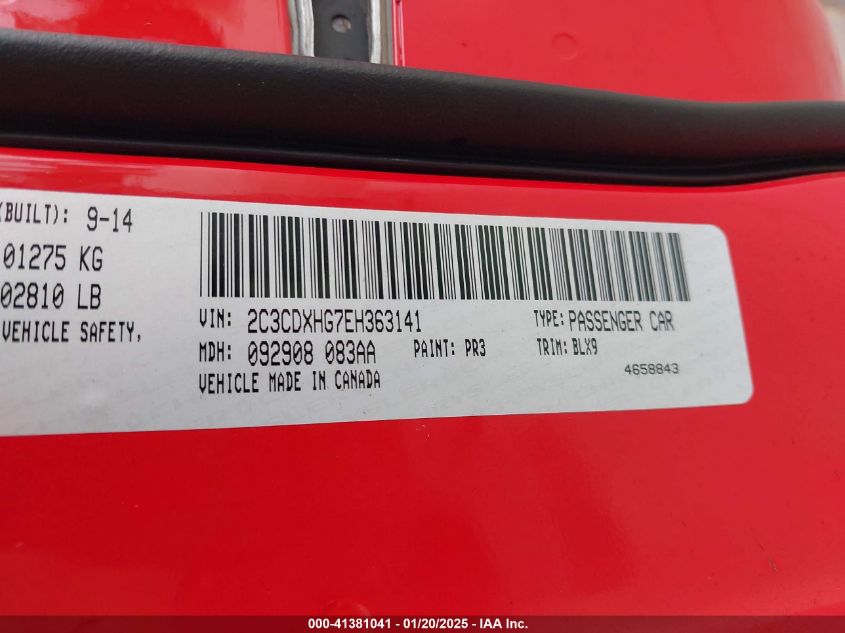 (BUILT): 9-14
01275 KG
02810 LB
VEHICLE SAFETY,
VIN: 2C3CDXHG7EH363141 TYPE: PASSENGER CAR
MDH: 092908 083AA PAINT: PR3 TRIM: BLX9
VEHICLE MADE IN CANADA 4658843
000-41381041 — 01/20/2025 - IAA Inc.